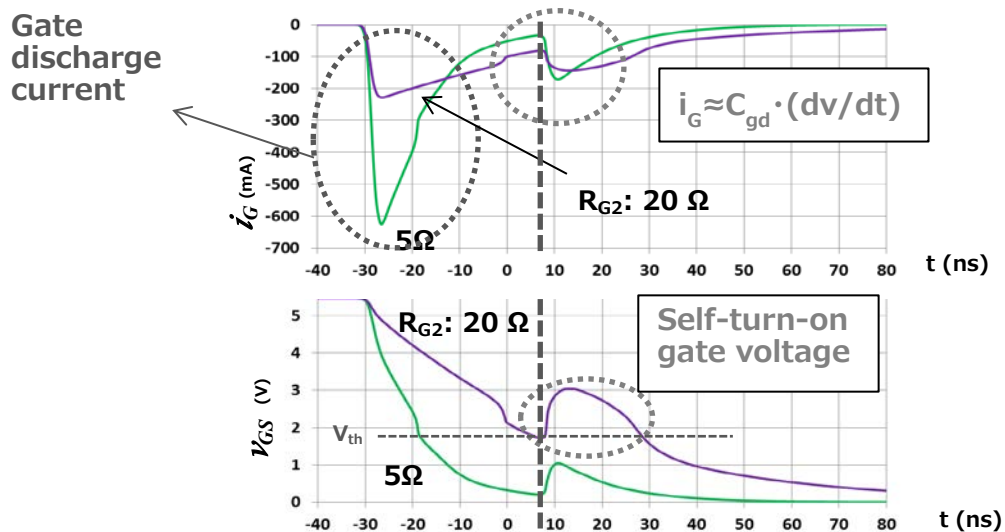 Gate
discharge
current
0
-100
-200
-300
-400
-500
-600
-700
i_G (mA)
i_G≈C_gd·(dv/dt)
R_G2: 20 Ω
5Ω
-40 -30 -20 -10 0 10 20 30 40 50 60 70 80
t (ns)
5
4
3
2
1
0
v_GS (V)
R_G2: 20 Ω
Self-turn-on
gate voltage
V_th
5Ω
-40 -30 -20 -10 0 10 20 30 40 50 60 70 80
t (ns)